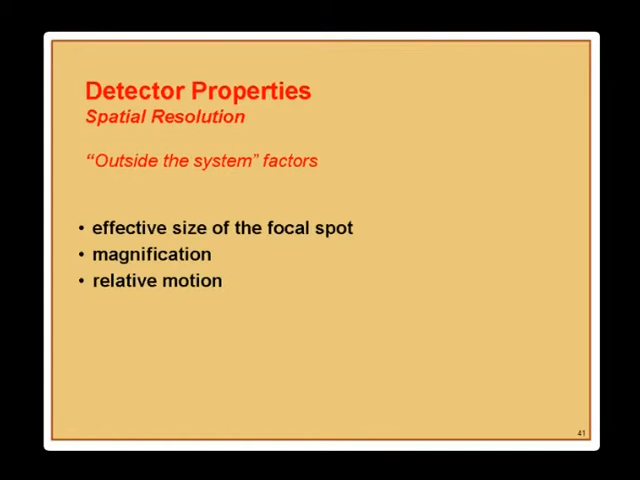 Detector Properties
Spatial Resolution
“Outside the system” factors
• effective size of the focal spot
• magnification
• relative motion
41